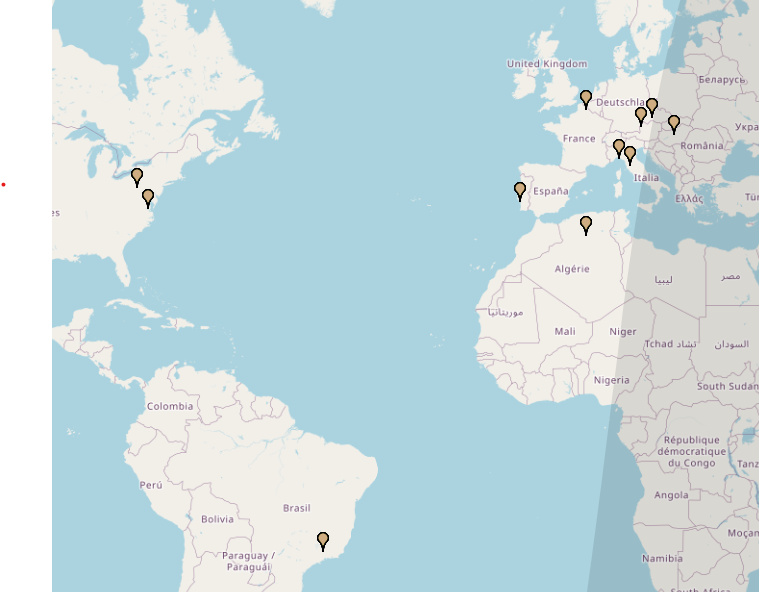 United Kingdom
Беларусь
Deutschla
Укра
France
România
Italia
España
Ελλάς
Tür
es
Algérie
ليبيا
مصر
موريتانيا
Mali
Niger
Tchad تشاد
السودان
Nigeria
South Sudan
Colombia
République
démocratique
du Congo
Tanz
Perú
Angola
Brasil
Bolivia
Moçan
Paraguay /
Paraguái
Namibia
South Africa